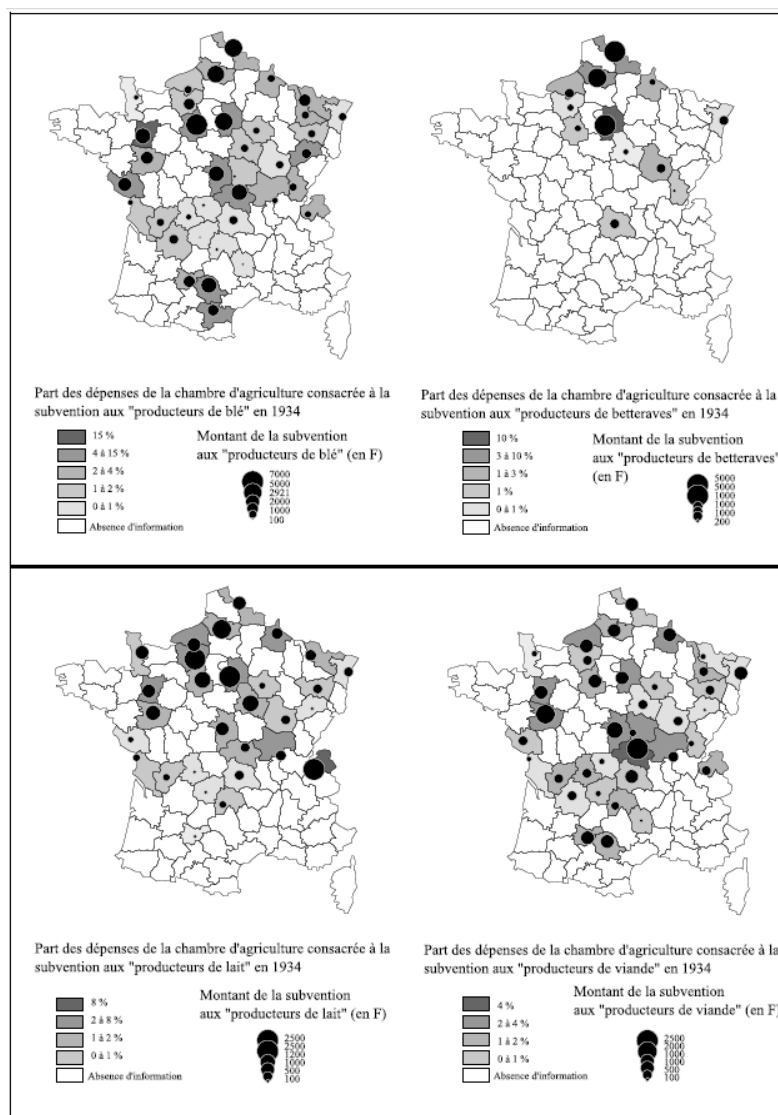 Part des dépenses de la chambre d'agriculture consacrée à la
subvention aux "producteurs de blé" en 1934
15 %
4 à 15 %
2 à 4%
1 à 2%
0 à 1%
Absence d'information
Montant de la subvention
aux "producteurs de blé" (en F)
7000
5000
2921
2000
1000
100
Part des dépenses de la chambre d'agriculture consacrée à la
subvention aux "producteurs de betteraves" en 1934
10 %
3 à 10 %
1 à 3%
1 %
0 à 1%
Absence d'information
Montant de la subvention
aux "producteurs de betteraves"
(en F)
5000
5000
1000
1000
1000
200
Part des dépenses de la chambre d'agriculture consacrée à la
subvention aux "producteurs de lait" en 1934
8 %
2 à 8%
1 à 2%
0 à 1%
Absence d'information
Montant de la subvention
aux "producteurs de lait" (en F)
2500
2500
1200
1000
500
100
Part des dépenses de la chambre d'agriculture consacrée à la
subvention aux "producteurs de viande" en 1934
4 %
2 à 4%
1 à 2%
0 à 1%
Absence d'information
Montant de la subvention
aux "producteurs de viande" (en F)
2500
2000
1000
600
500
100